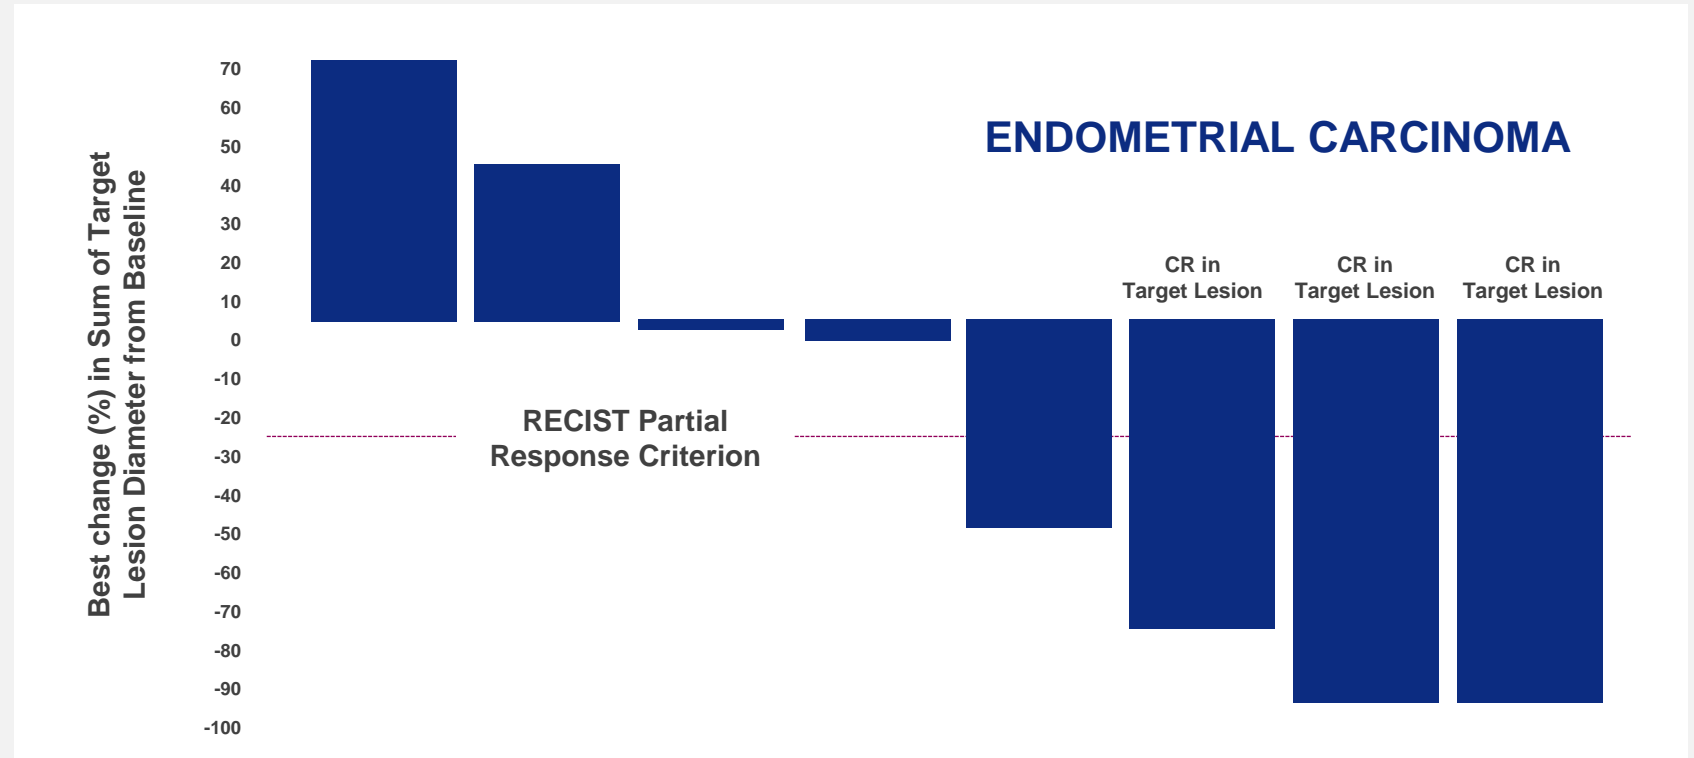 Best change (%) in Sum of Target
Lesion Diameter from Baseline
70
60
50
40
30
20
10
0
-10
-20
-30
-40
-50
-60
-70
-80
-90
-100
ENDOMETRIAL CARCINOMA
CR in
Target Lesion
CR in
Target Lesion
CR in
Target Lesion
RECIST Partial
Response Criterion